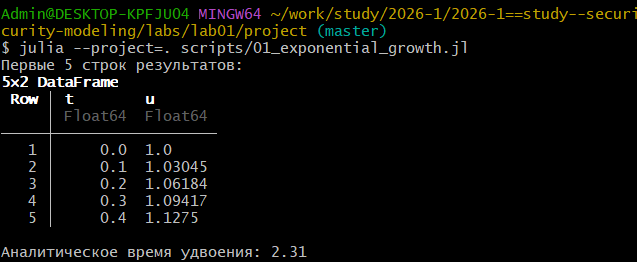 Admin@DESKTOP-KPFJU04 MINGW64 ~/work/study/2026-1/2026-1==study--securi
curity-modeling/labs/lab01/project (master)
$ julia --project=. scripts/01_exponential_growth.jl
Первые 5 строк результатов:
5×2 DataFrame
Row │ t u
│ Float64 Float64
1 │ 0.0 1.0
2 │ 0.1 1.03045
3 │ 0.2 1.06184
4 │ 0.3 1.09417
5 │ 0.4 1.1275
Аналитическое время удвоения: 2.31